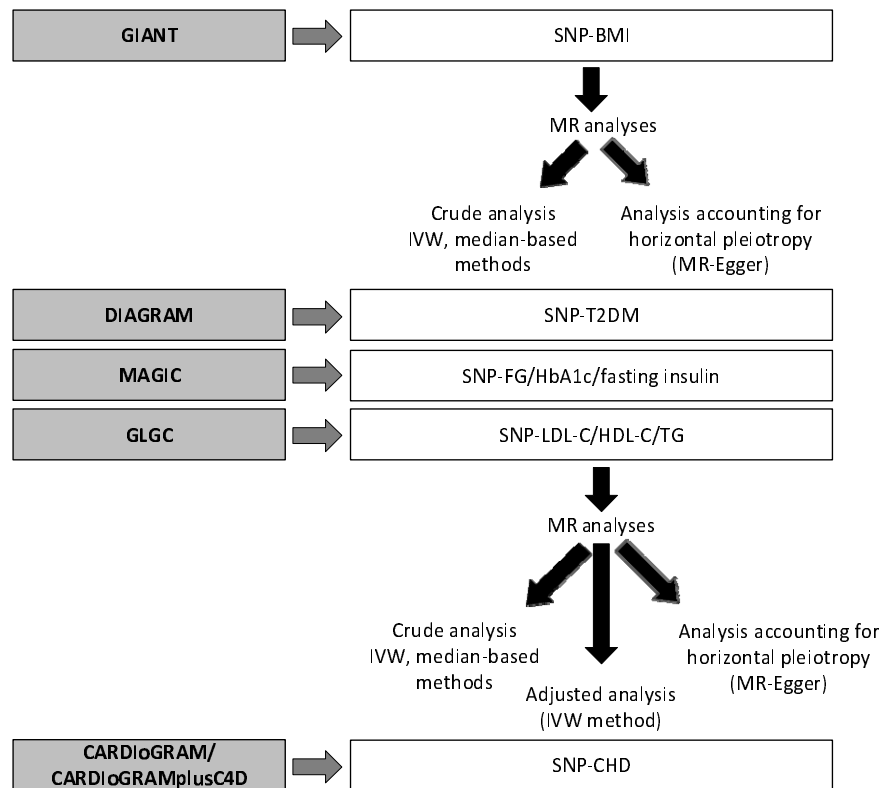 GIANT
SNP-BMI
MR analyses
Crude analysis
IVW, median-based
methods
Analysis accounting for
horizontal pleiotropy
(MR-Egger)
DIAGRAM
SNP-T2DM
MAGIC
SNP-FG/HbA1c/fasting insulin
GLGC
SNP-LDL-C/HDL-C/TG
MR analyses
Crude analysis
IVW, median-based
methods
Adjusted analysis
(IVW method)
Analysis accounting for
horizontal pleiotropy
(MR-Egger)
CARDIoGRAM/
CARDIoGRAMplusC4D
SNP-CHD